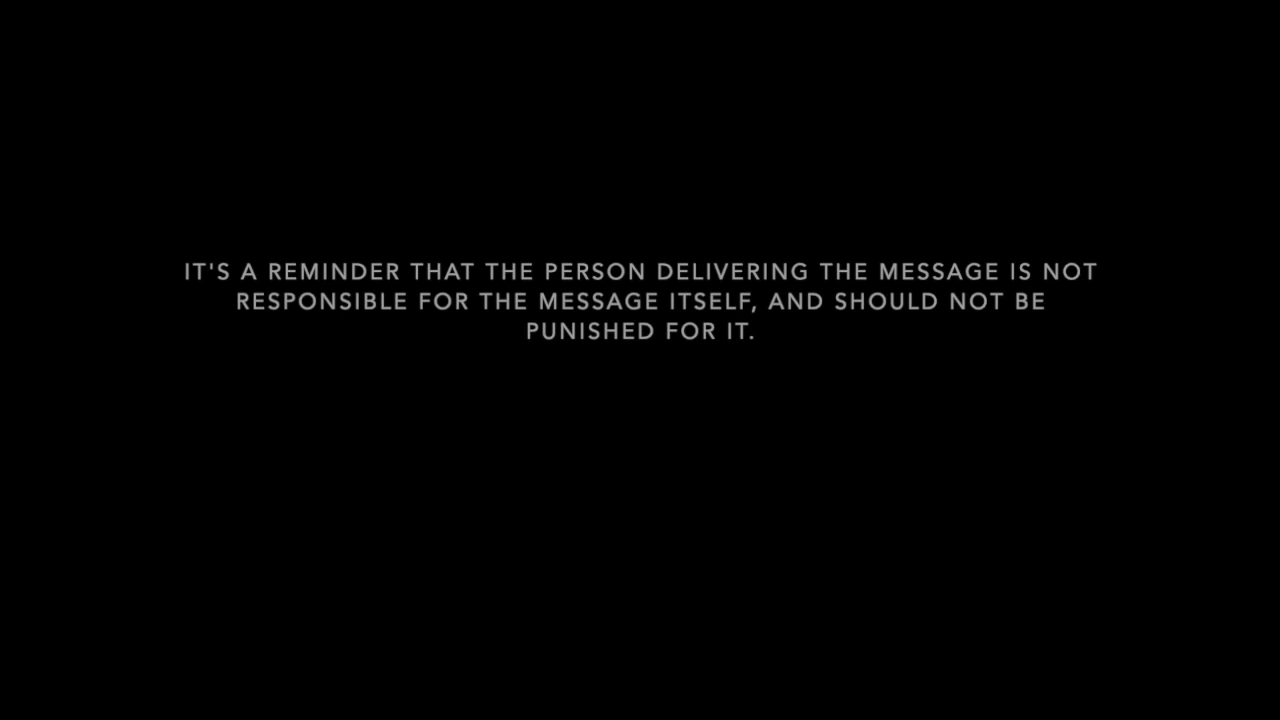 IT'S A REMINDER THAT THE PERSON DELIVERING THE MESSAGE IS NOT
RESPONSIBLE FOR THE MESSAGE ITSELF, AND SHOULD NOT BE
PUNISHED FOR IT.